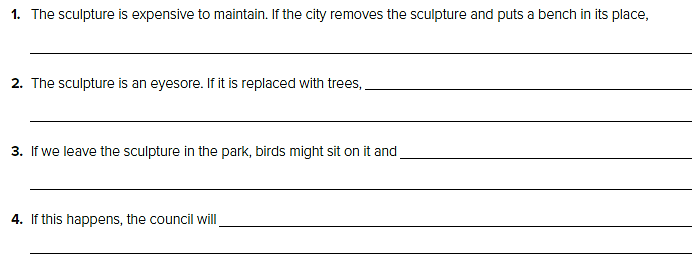 1. The sculpture is expensive to maintain. If the city removes the sculpture and puts a bench in its place,
2. The sculpture is an eyesore. If it is replaced with trees,
3. If we leave the sculpture in the park, birds might sit on it and
4. If this happens, the council will